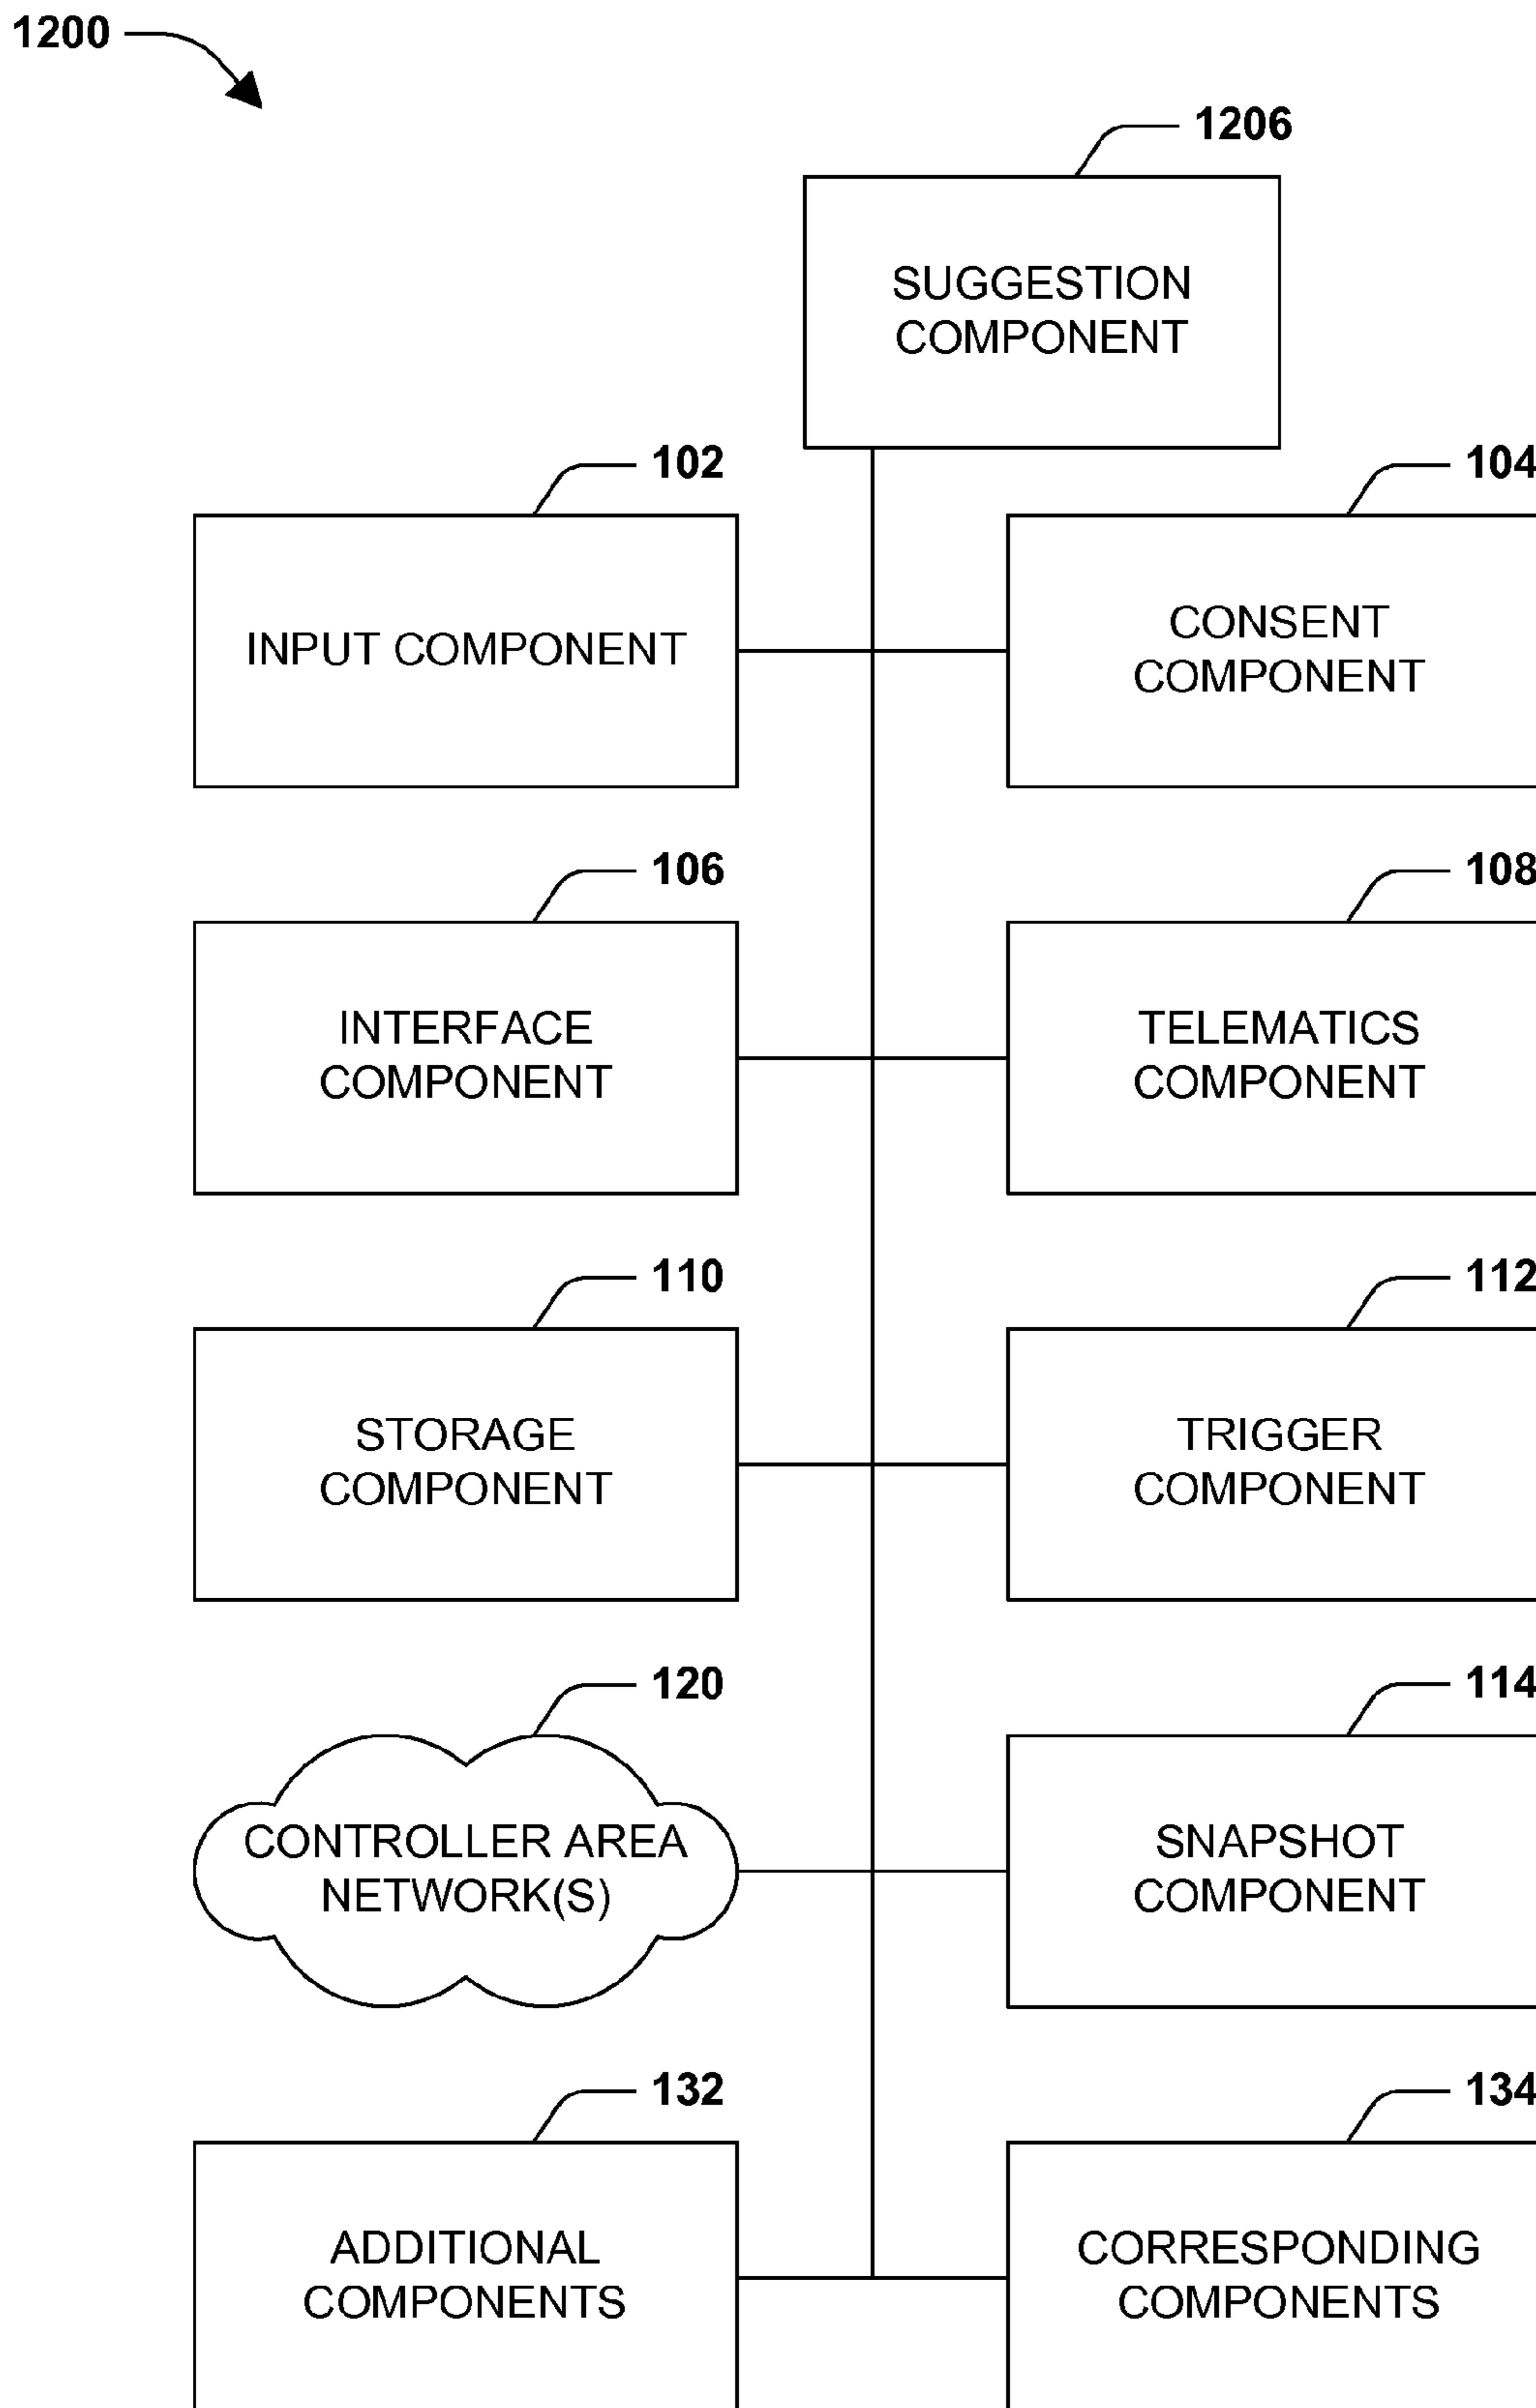 1200
1206
SUGGESTION
COMPONENT
102
104
INPUT COMPONENT
CONSENT
COMPONENT
106
108
INTERFACE
COMPONENT
TELEMATICS
COMPONENT
110
112
STORAGE
COMPONENT
TRIGGER
COMPONENT
120
114
CONTROLLER AREA
NETWORK(S)
SNAPSHOT
COMPONENT
132
134
ADDITIONAL
COMPONENTS
CORRESPONDING
COMPONENTS